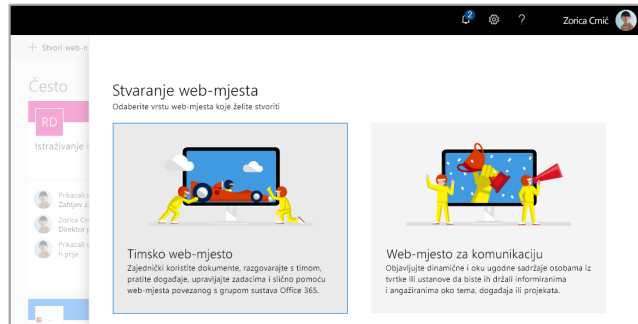 2
?
Zorica Crnić
+ Stvori web-n
Često
Stvaranje web-mjesta
Odaberite vrstu web-mjesta koje želite stvoriti
RD
Istraživanje i
Prikazali s
Zahtjev z
Zorica Crn
Direktor p
Prikazali s
h prije
Timsko web-mjesto
Zajednički koristite dokumente, razgovarajte s timom,
pratite događaje, upravljajte zadacima i slično pomoću
web-mjesta povezanog s grupom sustava Office 365.
Web-mjesto za komunikaciju
Objavljujte dinamične i oku ugodne sadržaje osobama iz
tvrtke ili ustanove da biste ih držali informiranima
i angažiranima oko tema, događaja ili projekata.